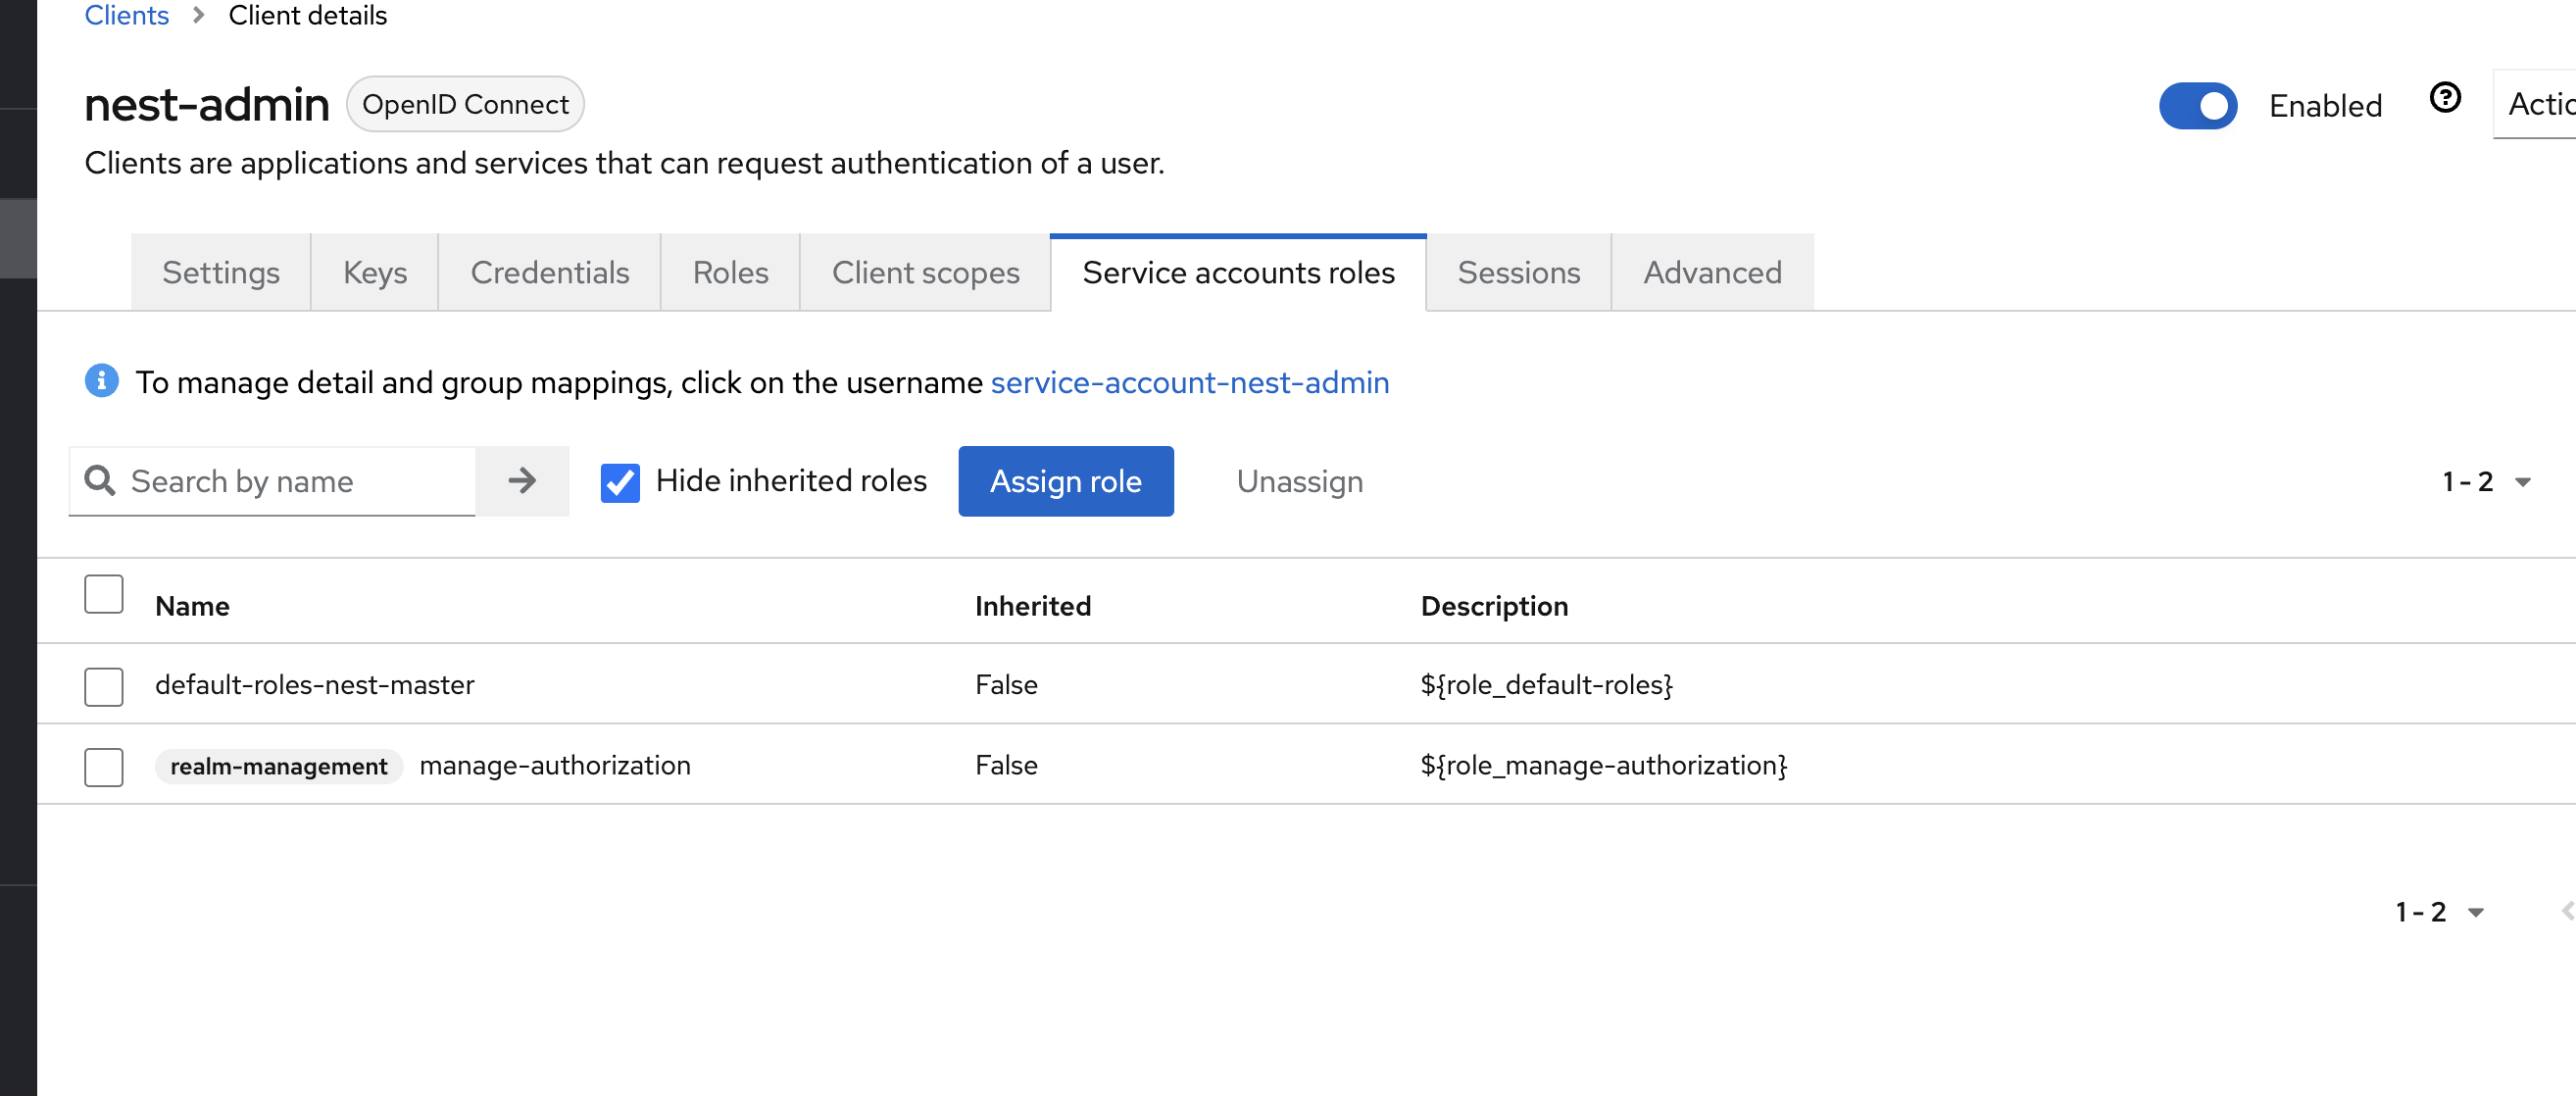 Clients > Client details
nest-admin OpenID Connect
Enabled
Clients are applications and services that can request authentication of a user.
Settings Keys Credentials Roles Client scopes Service accounts roles Sessions Advanced
To manage detail and group mappings, click on the username service-account-nest-admin
Search by name Hide inherited roles Assign role Unassign 1 - 2
Name Inherited Description
default-roles-nest-master False ${role_default-roles}
realm-management manage-authorization False ${role_manage-authorization}
1 - 2